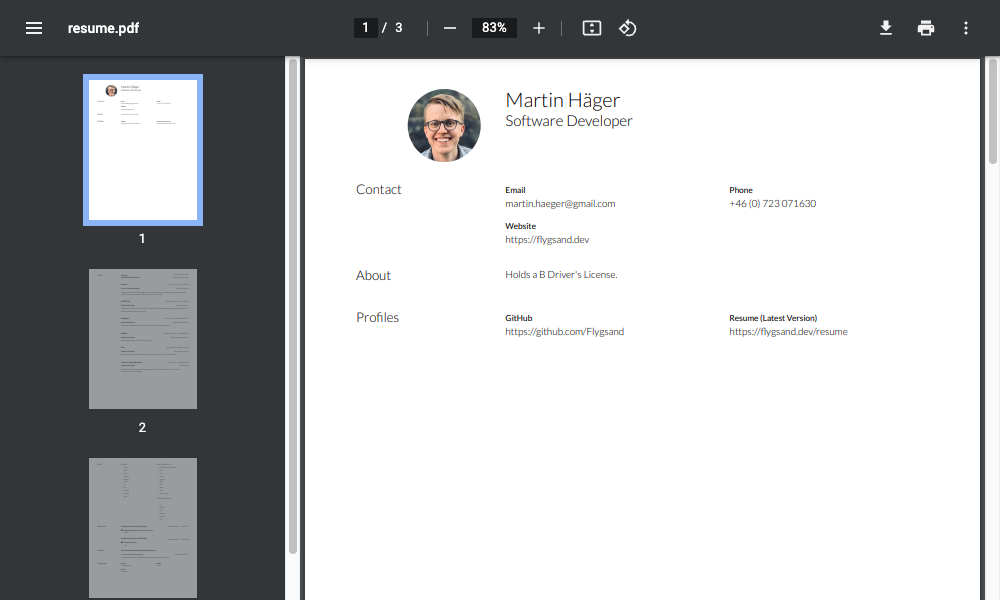 resume.pdf
1 / 3
83%
1
2
Martin Häger
Software Developer
Contact
Email
martin.haeger@gmail.com
Phone
+46 (0) 723 071630
Website
https://flygsand.dev
About
Holds a B Driver's License.
Profiles
GitHub
https://github.com/Flygsand
Resume (Latest Version)
https://flygsand.dev/resume